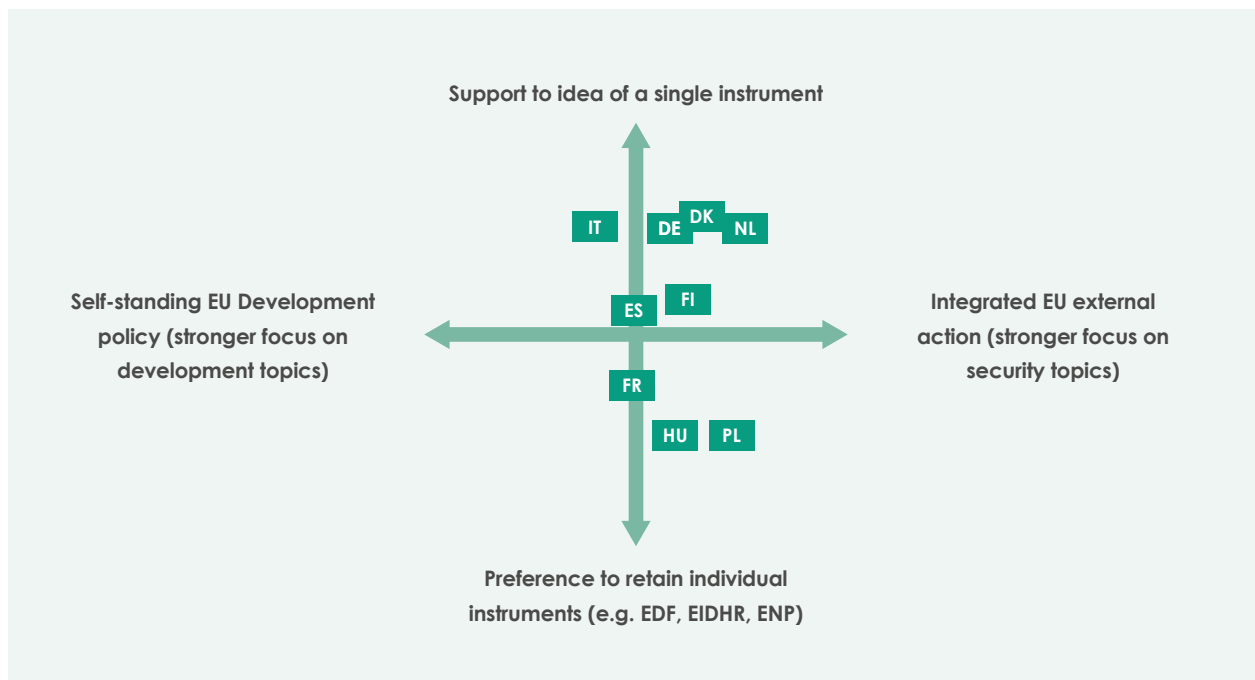 Support to idea of a single instrument
IT
DE
DK
NL
Self-standing EU Development
policy (stronger focus on
development topics)
ES
FI
Integrated EU external
action (stronger focus on
security topics)
FR
HU
PL
Preference to retain individual
instruments (e.g. EDF, EIDHR, ENP)